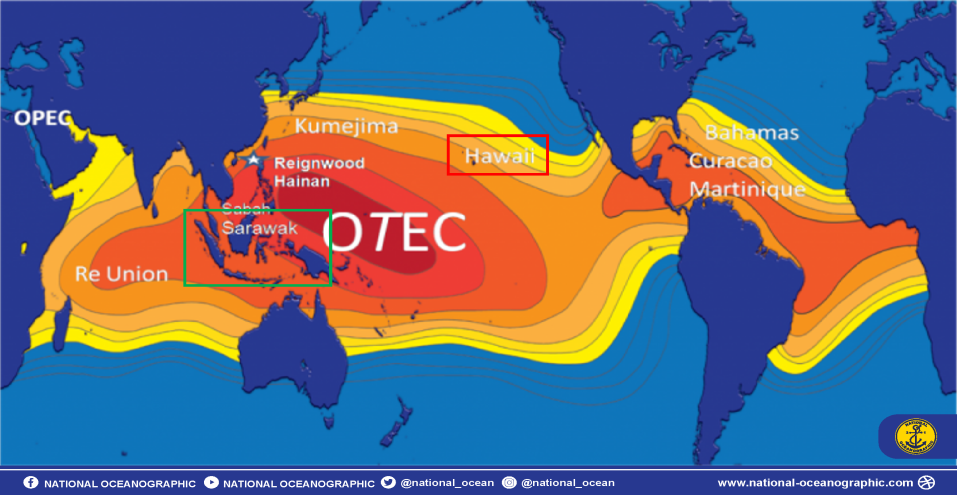 OPEC
Kumejima
Hawaii
Bahamas
Curacao
Martinique
Reignwood
Hainan
Sabah
Sarawak
OTEC
Re Union
NATIONAL OCEANOGRAPHIC
NATIONAL OCEANOGRAPHIC
@national_ocean
@national_ocean
www.national-oceanographic.com